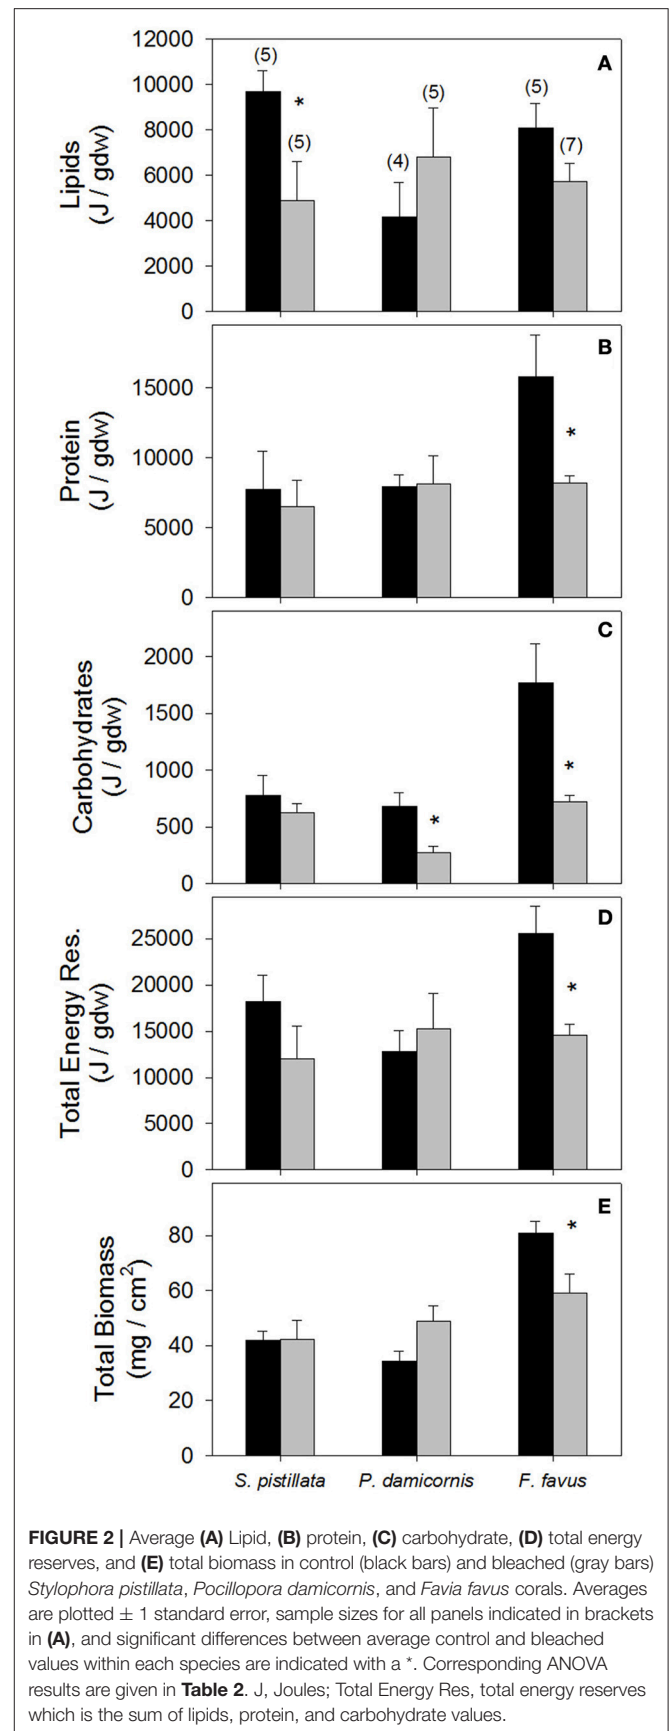 12000
10000
8000
6000
4000
2000
0
Lipids
(J / gdw)
(5)
*
(5)
(4)
(5)
(5)
(7)
A
15000
10000
5000
0
Protein
(J / gdw)
*
B
2000
1500
1000
500
0
Carbohydrates
(J / gdw)
*
*
C
25000
20000
15000
10000
5000
0
Total Energy Res.
(J / gdw)
*
D
80
60
40
20
0
Total Biomass
(mg / cm²)
*
E
S. pistillata P. damicornis F. favus
FIGURE 2 | Average (A) Lipid, (B) protein, (C) carbohydrate, (D) total energy
reserves, and (E) total biomass in control (black bars) and bleached (gray bars)
Stylophora pistillata, Pocillopora damicornis, and Favia favus corals. Averages
are plotted ± 1 standard error, sample sizes for all panels indicated in brackets
in (A), and significant differences between average control and bleached
values within each species are indicated with a *. Corresponding ANOVA
results are given in Table 2. J, Joules; Total Energy Res, total energy reserves
which is the sum of lipids, protein, and carbohydrate values.